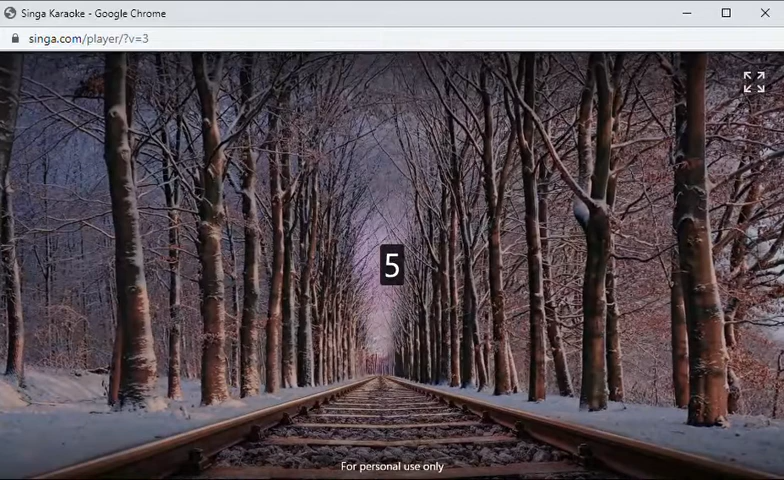 Singa Karaoke - Google Chrome
singa.com/player/?v=3
5
For personal use only